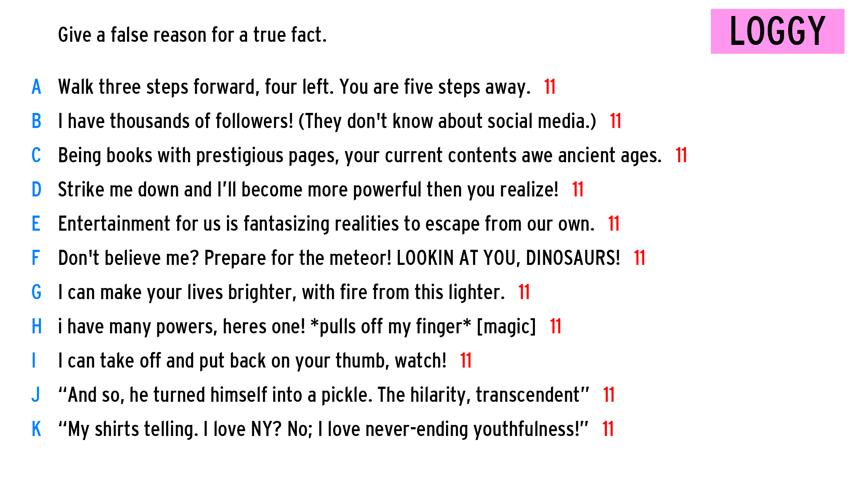 Give a false reason for a true fact.
LOGGY
A Walk three steps forward, four left. You are five steps away. 11
B I have thousands of followers! (They don't know about social media.) 11
C Being books with prestigious pages, your current contents awe ancient ages. 11
D Strike me down and I’ll become more powerful then you realize! 11
E Entertainment for us is fantasizing realities to escape from our own. 11
F Don't believe me? Prepare for the meteor! LOOKIN AT YOU, DINOSAURS! 11
G I can make your lives brighter, with fire from this lighter. 11
H i have many powers, heres one! *pulls off my finger* [magic] 11
I I can take off and put back on your thumb, watch! 11
J “And so, he turned himself into a pickle. The hilarity, transcendent” 11
K “My shirts telling. I love NY? No; I love never-ending youthfulness!” 11